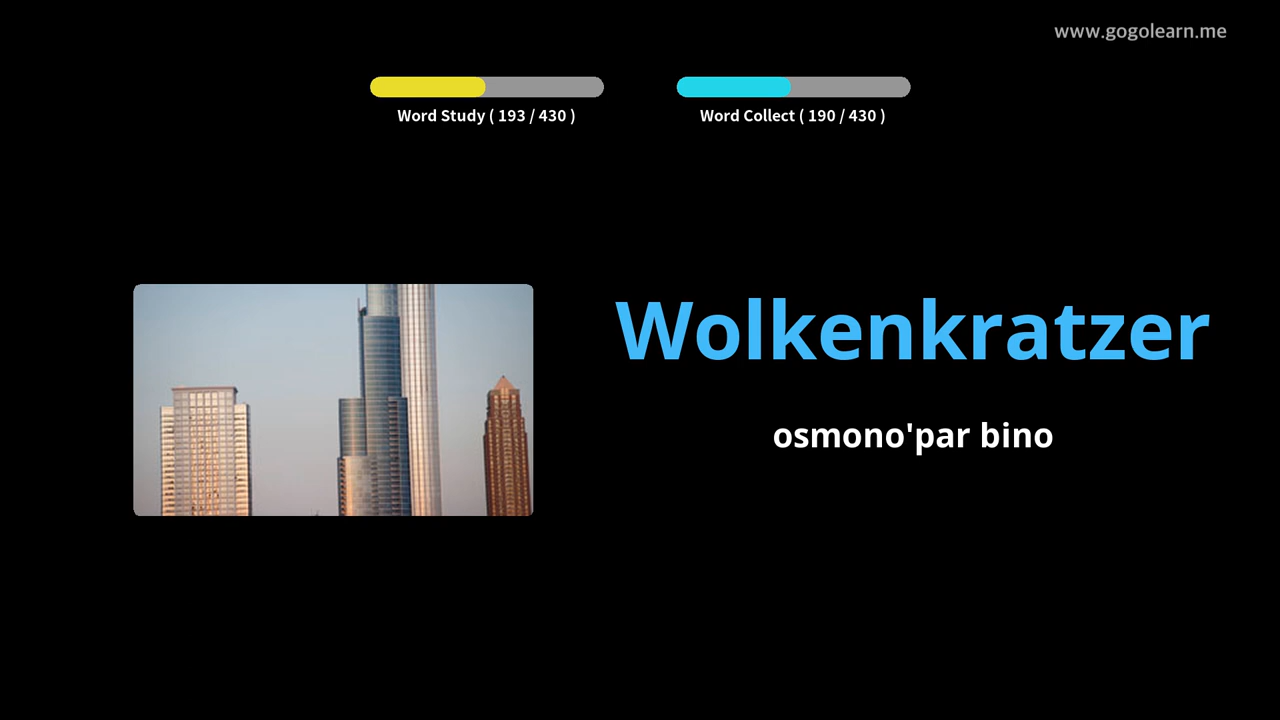 www.gogolearn.me
Word Study ( 193 / 430 )
Word Collect ( 190 / 430 )
Wolkenkratzer
osmono'par bino